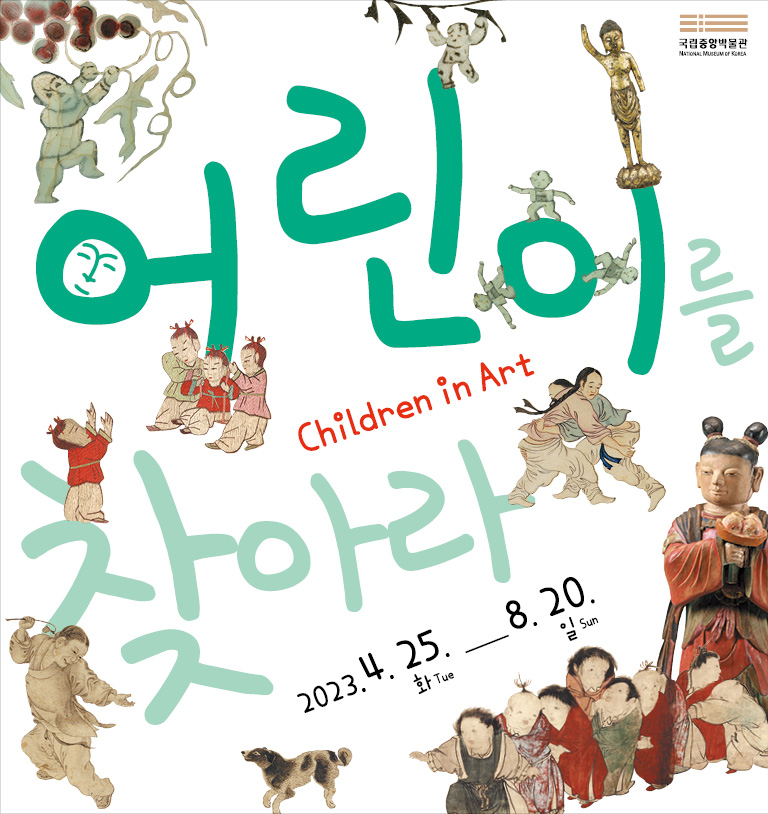 국립중앙박물관
NATIONAL MUSEUM OF KOREA
어린이를
Children in Art
찾아라
2023. 4. 25. __ 8. 20.
화 Tue 일 Sun